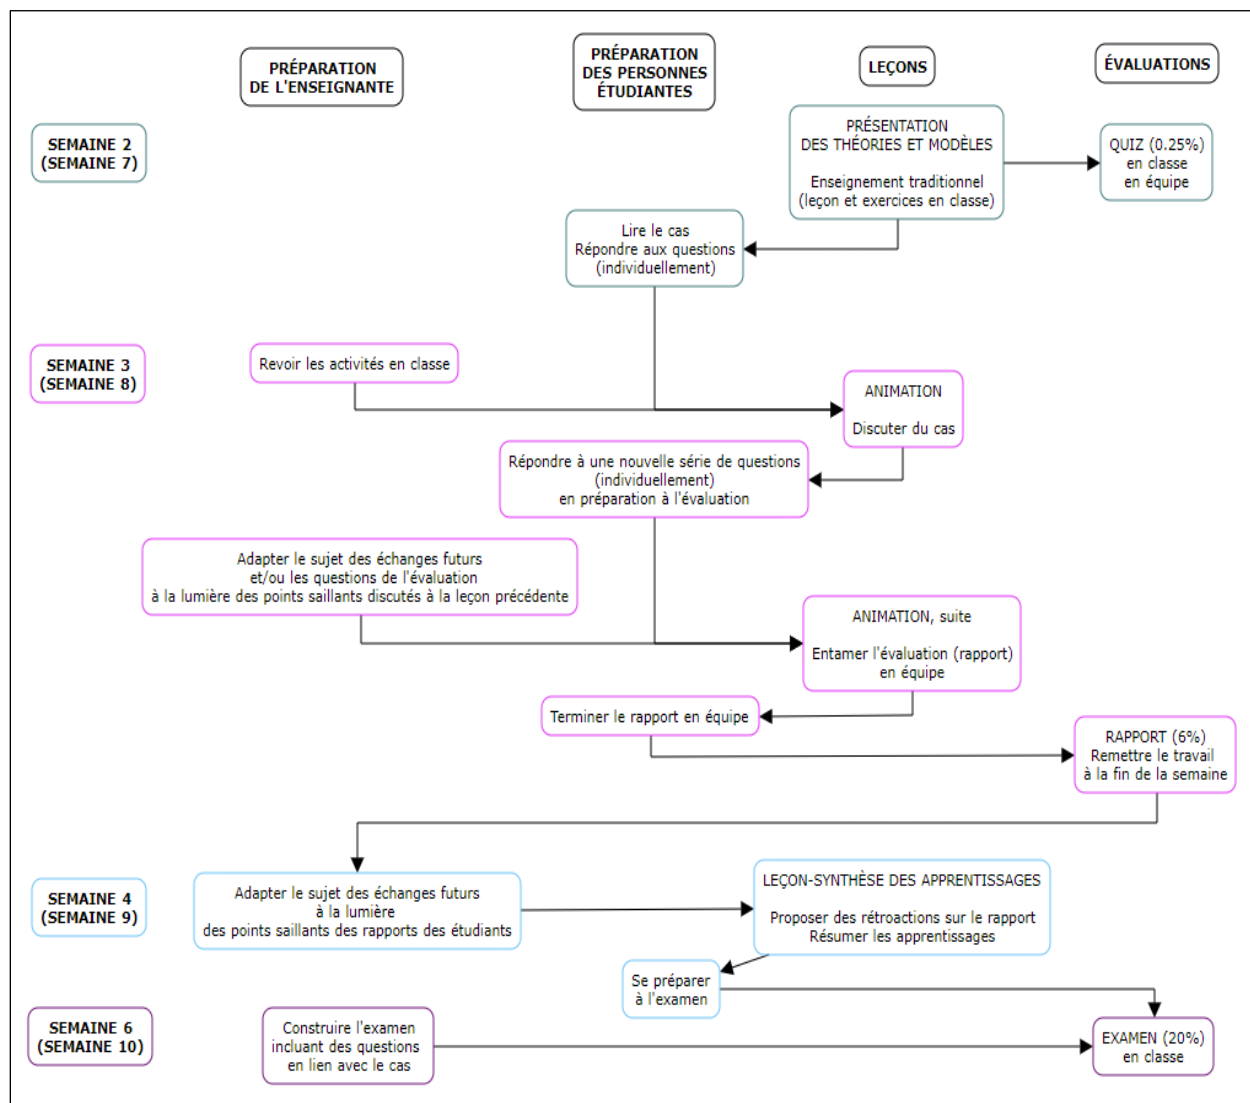 PRÉPARATION
DE L'ENSEIGNANTE
PRÉPARATION
DES PERSONNES
ÉTUDIANTES
LEÇONS
ÉVALUATIONS
SEMAINE 2
(SEMAINE 7)
PRÉSENTATION
DES THÉORIES ET MODÈLES
Enseignement traditionnel
(leçon et exercices en classe)
QUIZ (0.25%)
en classe
en équipe
Lire le cas
Répondre aux questions
(individuellement)
SEMAINE 3
(SEMAINE 8)
Revoir les activités en classe
ANIMATION
Discuter du cas
Répondre à une nouvelle série de questions
(individuellement)
en préparation à l'évaluation
Adapter le sujet des échanges futurs
et/ou les questions de l'évaluation
à la lumière des points saillants discutés à la leçon précédente
ANIMATION, suite
Entamer l'évaluation (rapport)
en équipe
Terminer le rapport en équipe
RAPPORT (6%)
Remettre le travail
à la fin de la semaine
SEMAINE 4
(SEMAINE 9)
Adapter le sujet des échanges futurs
à la lumière
des points saillants des rapports des étudiants
LEÇON-SYNTHÈSE DES APPRENTISSAGES
Proposer des rétroactions sur le rapport
Résumer les apprentissages
Se préparer
à l'examen
SEMAINE 6
(SEMAINE 10)
Construire l'examen
incluant des questions
en lien avec le cas
EXAMEN (20%)
en classe